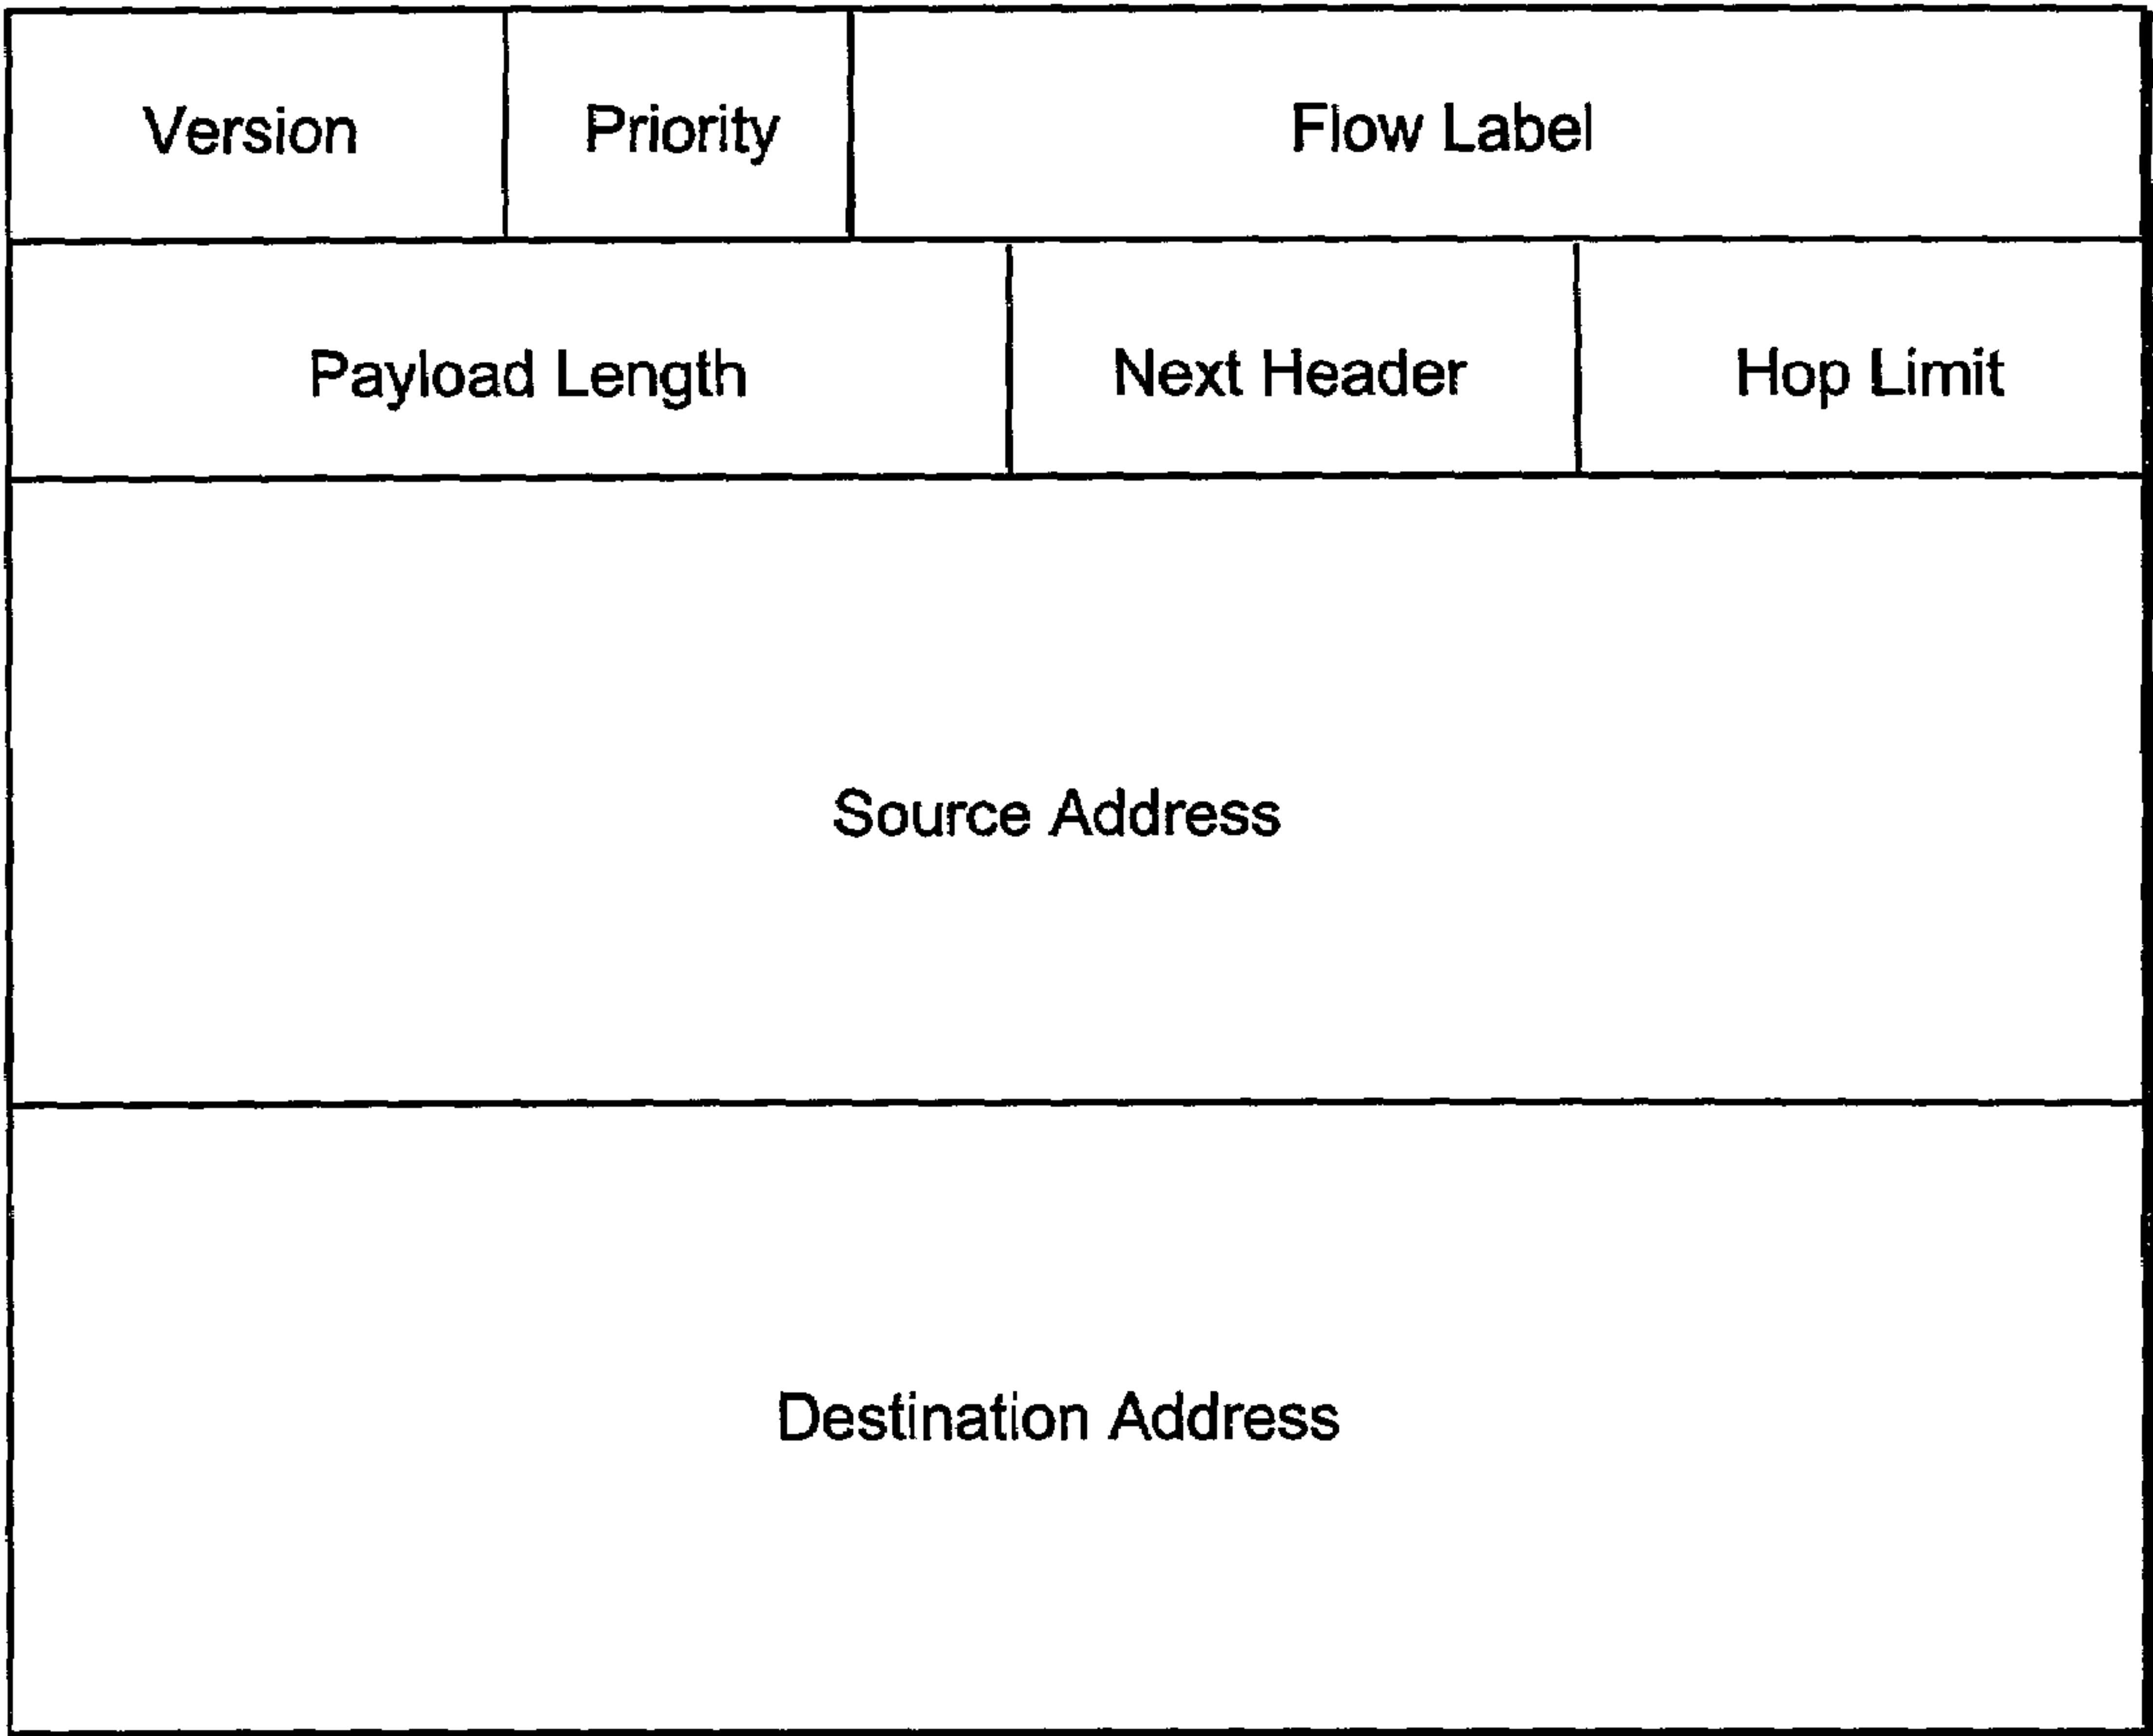 Version
Priority
Flow Label
Payload Length
Next Header
Hop Limit
Source Address
Destination Address